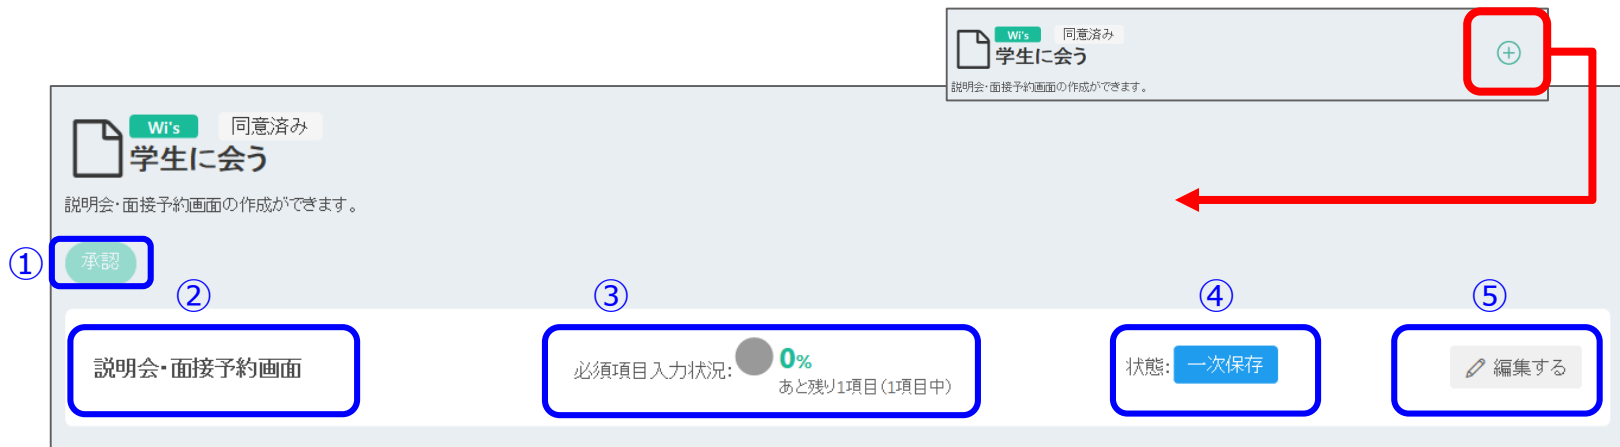 Wi's 同意済み
学生に会う
説明会・面接予約画面の作成ができます。
Wi's 同意済み
学生に会う
説明会・面接予約画面の作成ができます。
① 承認
② ③ ④ ⑤
説明会・面接予約画面 必須項目入力状況: 0% 状態: 一次保存 編集する
あと残り1項目(1項目中)